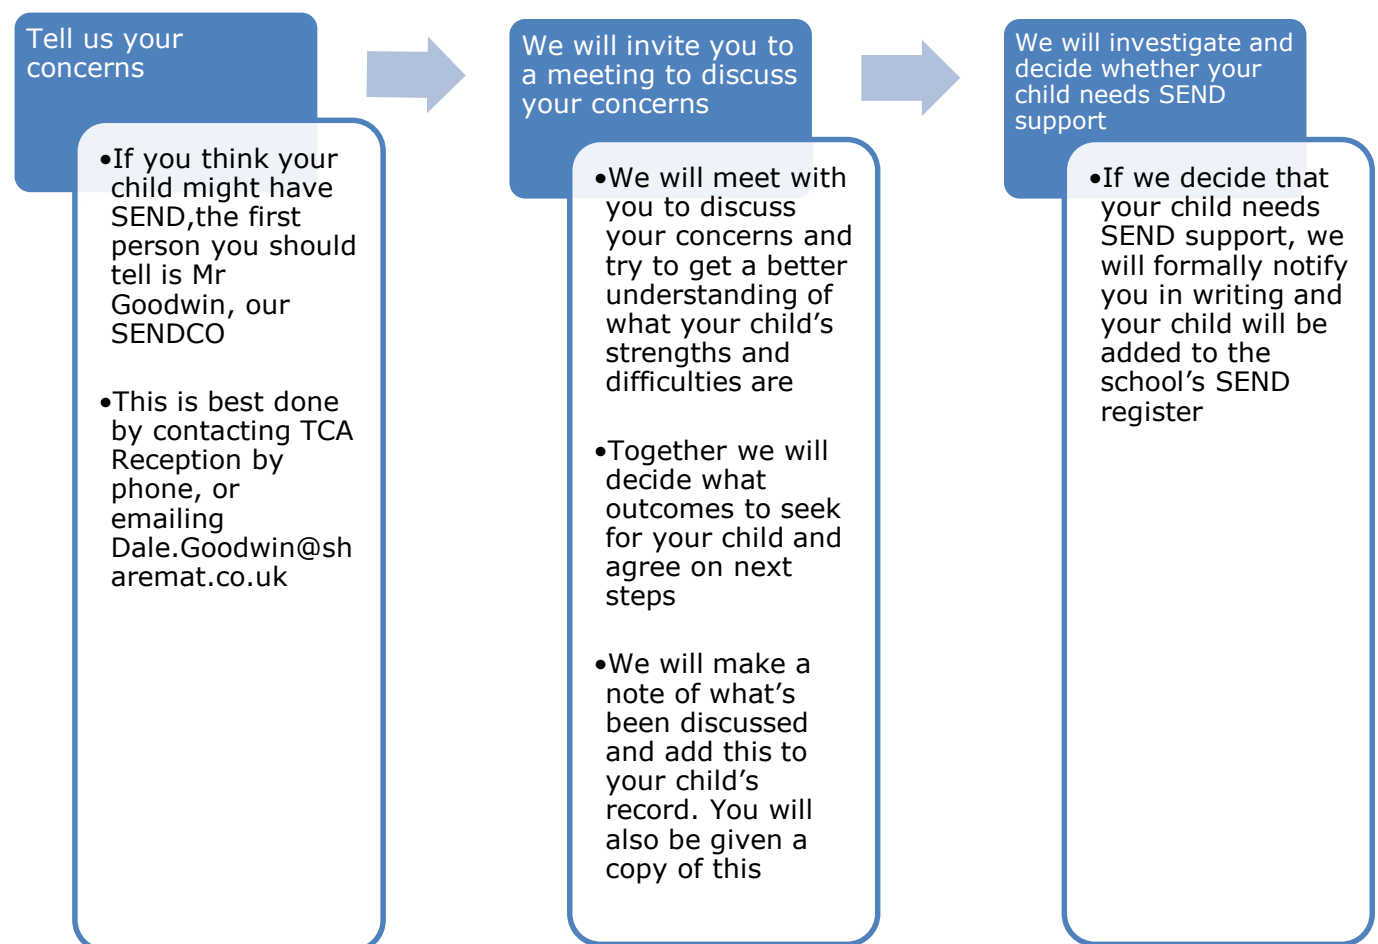 Tell us your
concerns
•If you think your
child might have
SEND,the first
person you should
tell is Mr
Goodwin, our
SENDCO
•This is best done
by contacting TCA
Reception by
phone, or
emailing
Dale.Goodwin@sh
aremat.co.uk
We will invite you to
a meeting to discuss
your concerns
•We will meet with
you to discuss
your concerns and
try to get a better
understanding of
what your child’s
strengths and
difficulties are
•Together we will
decide what
outcomes to seek
for your child and
agree on next
steps
•We will make a
note of what’s
been discussed
and add this to
your child’s
record. You will
also be given a
copy of this
We will investigate and
decide whether your
child needs SEND
support
•If we decide that
your child needs
SEND support, we
will formally notify
you in writing and
your child will be
added to the
school’s SEND
register